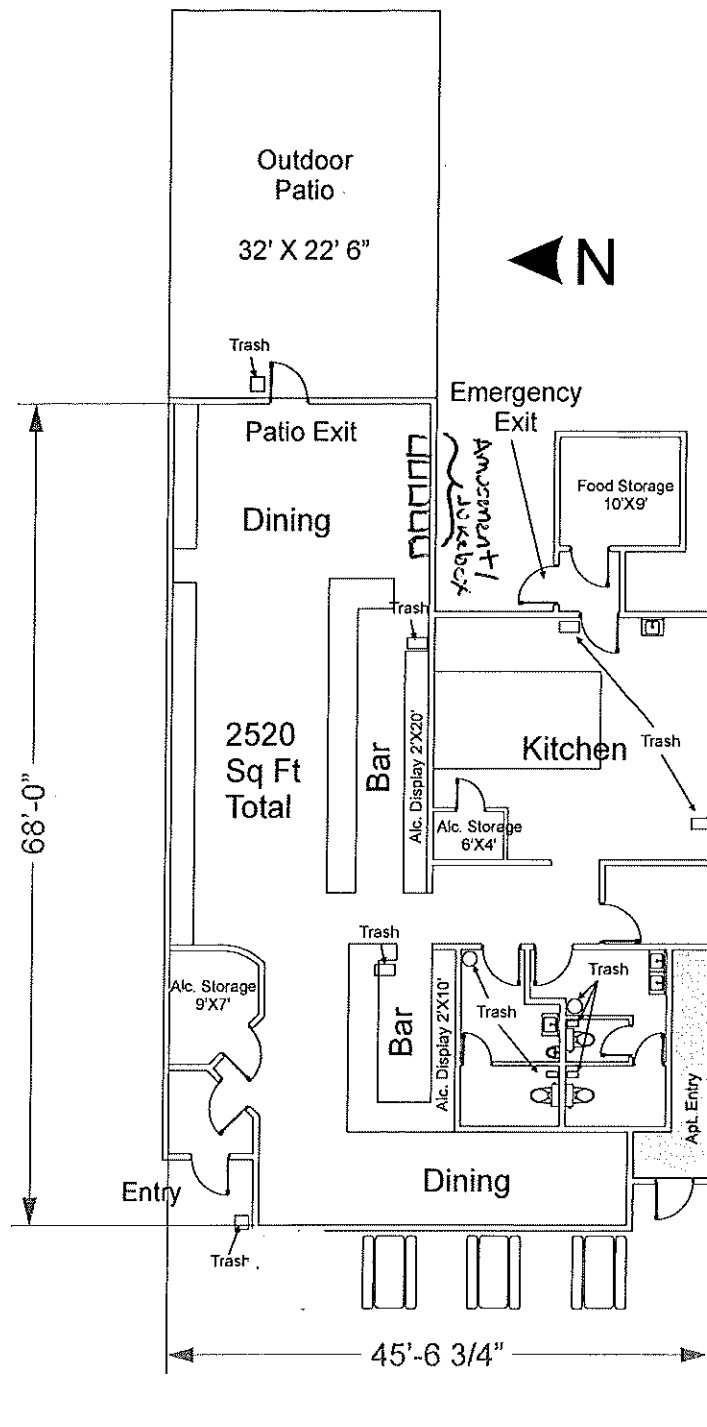 Outdoor
Patio
32' X 22' 6”
N
Trash
Emergency
Exit
Patio Exit
Amusement/
Jukebox
Food Storage
10'X9'
Dining
Trash
2520
Sq Ft
Total
Bar
Alc. Display 2'X20'
Kitchen
Trash
68'-0”
Alc. Storage
6'X4'
Trash
Alc. Storage
9'X7'
Bar
Alc. Display 2'X10'
Trash
Trash
Apt. Entry
Entry
Dining
Trash
45'-6 3/4”